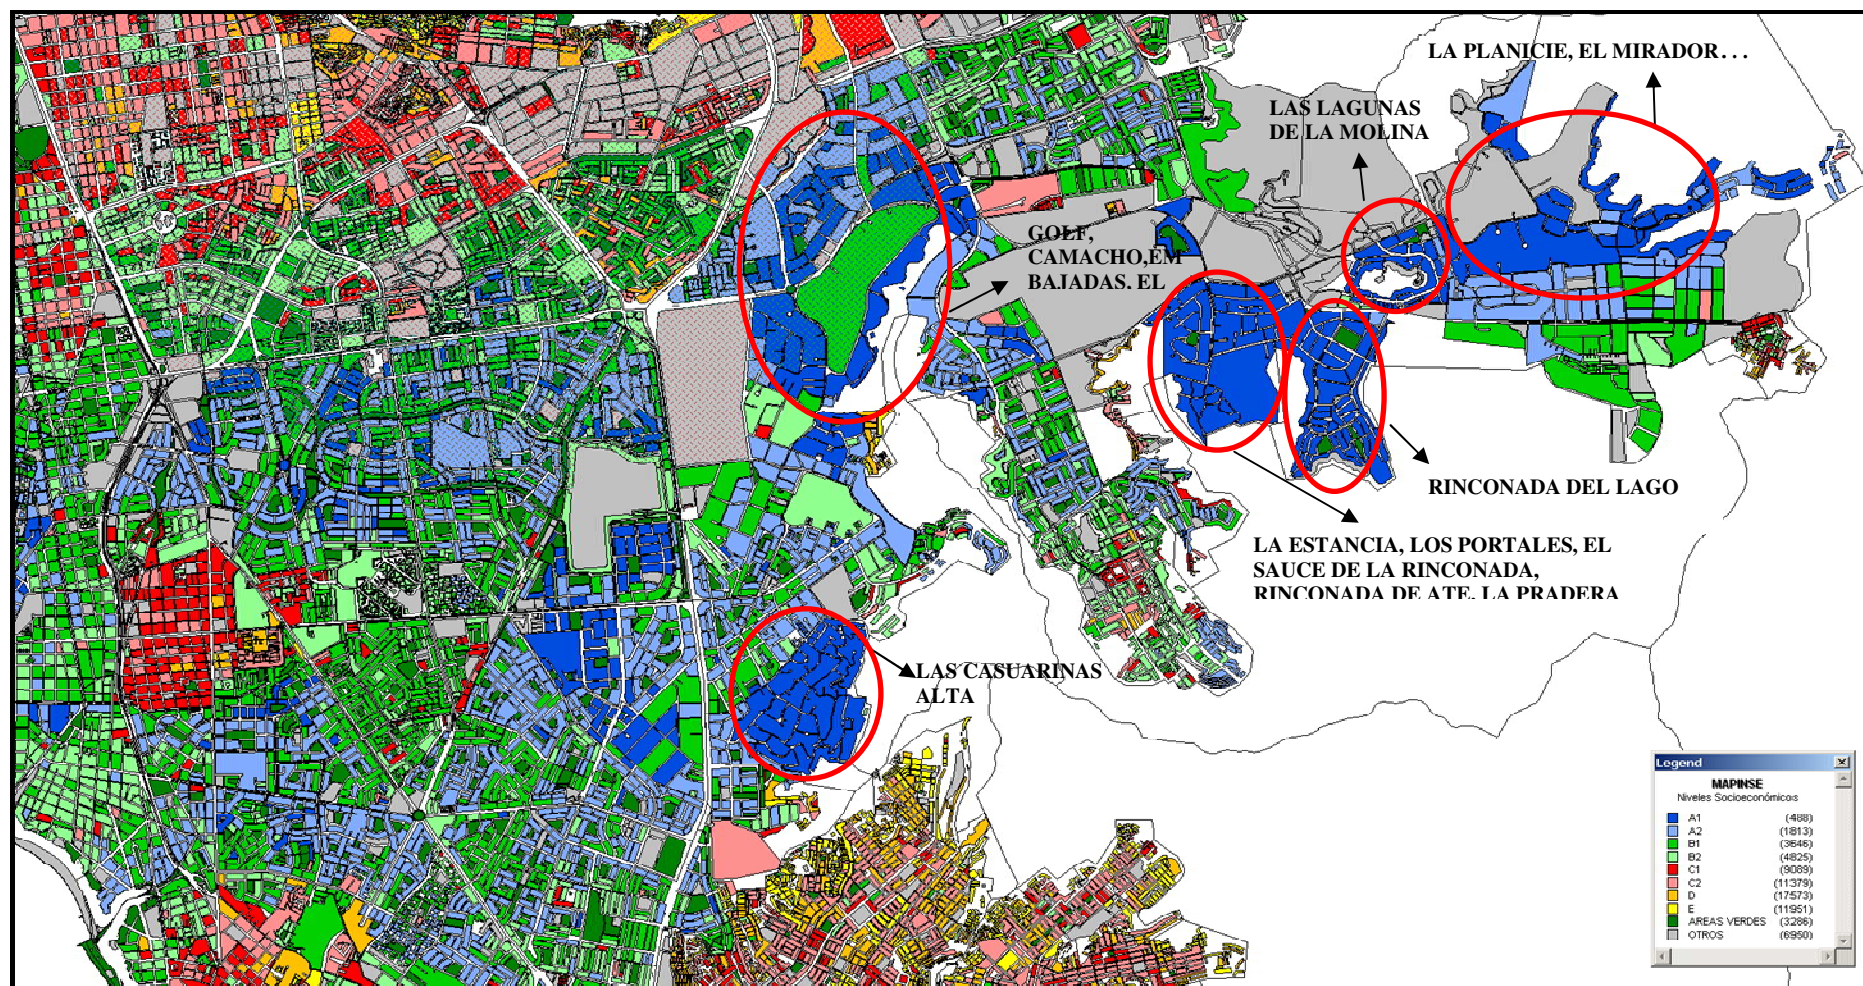 LA PLANICIE, EL MIRADOR...
LAS LAGUNAS
DE LA MOLINA
GOLF,
CAMACHO,EM
BAJADAS, EL
RINCONADA DEL LAGO
LA ESTANCIA, LOS PORTALES, EL
SAUCE DE LA RINCONADA,
RINCONADA DE ATE, LA PRADERA
LAS CASUARINAS
ALTA
Legend
MAPINSE
Niveles Socioeconómicos
A1 (488)
A2 (1813)
B1 (3646)
B2 (4825)
C1 (9089)
C2 (11379)
D (17573)
E (11951)
AREAS VERDES (3286)
OTROS (6950)